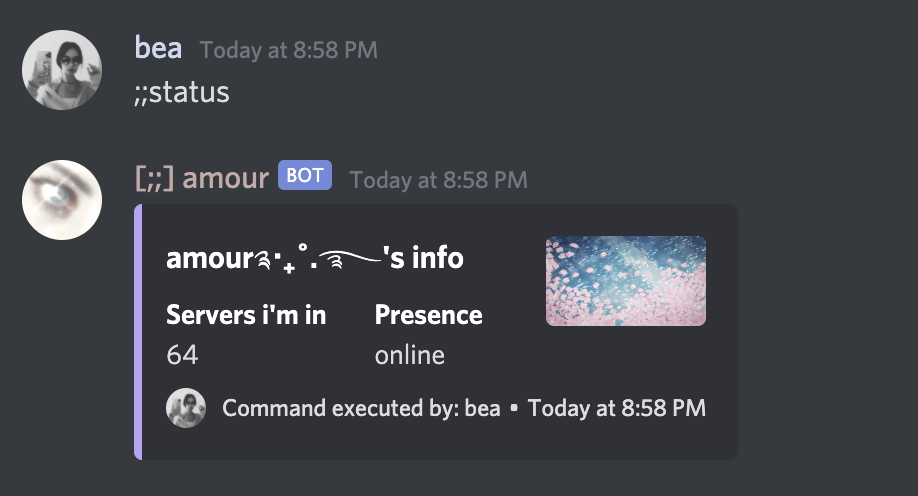 bea Today at 8:58 PM
;;status
[;;] amour BOT Today at 8:58 PM
amour༉‧₊˚.༄'s info
Servers i'm in Presence
64 online
Command executed by: bea • Today at 8:58 PM